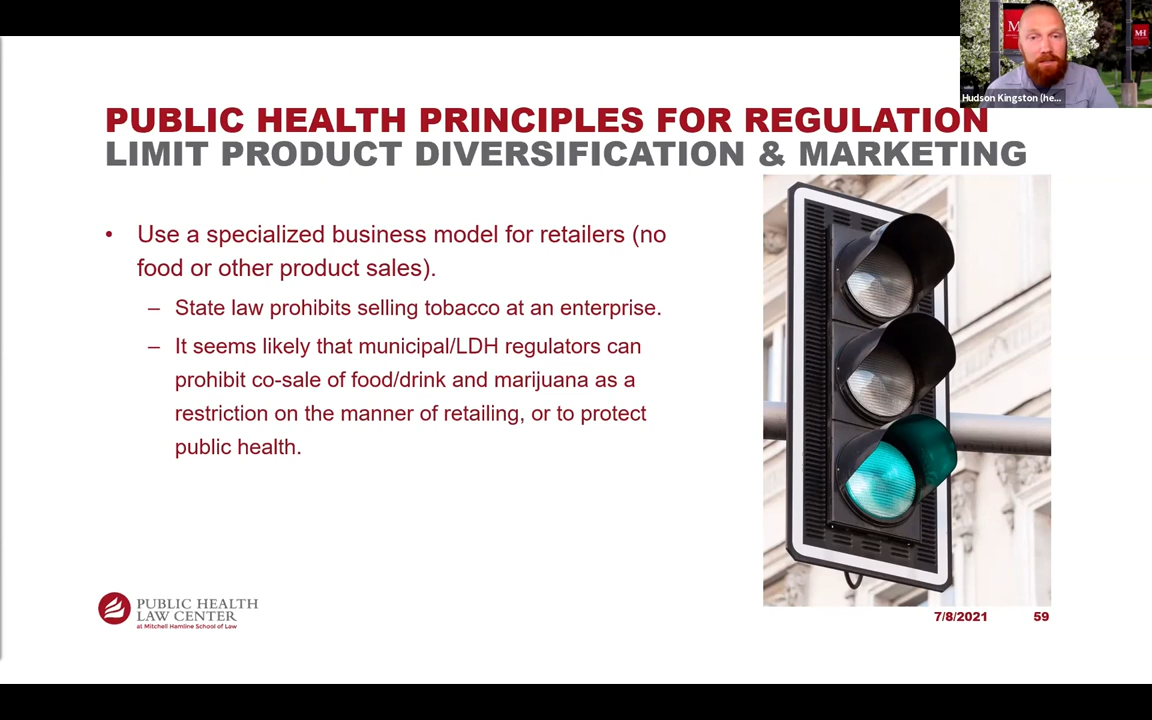 MH
MH
Hudson Kingston (he...
PUBLIC HEALTH PRINCIPLES FOR REGULATION
LIMIT PRODUCT DIVERSIFICATION & MARKETING
• Use a specialized business model for retailers (no
food or other product sales).
– State law prohibits selling tobacco at an enterprise.
– It seems likely that municipal/LDH regulators can
prohibit co-sale of food/drink and marijuana as a
restriction on the manner of retailing, or to protect
public health.
PUBLIC HEALTH
LAW CENTER
at Mitchell Hamline School of Law
7/8/2021 59